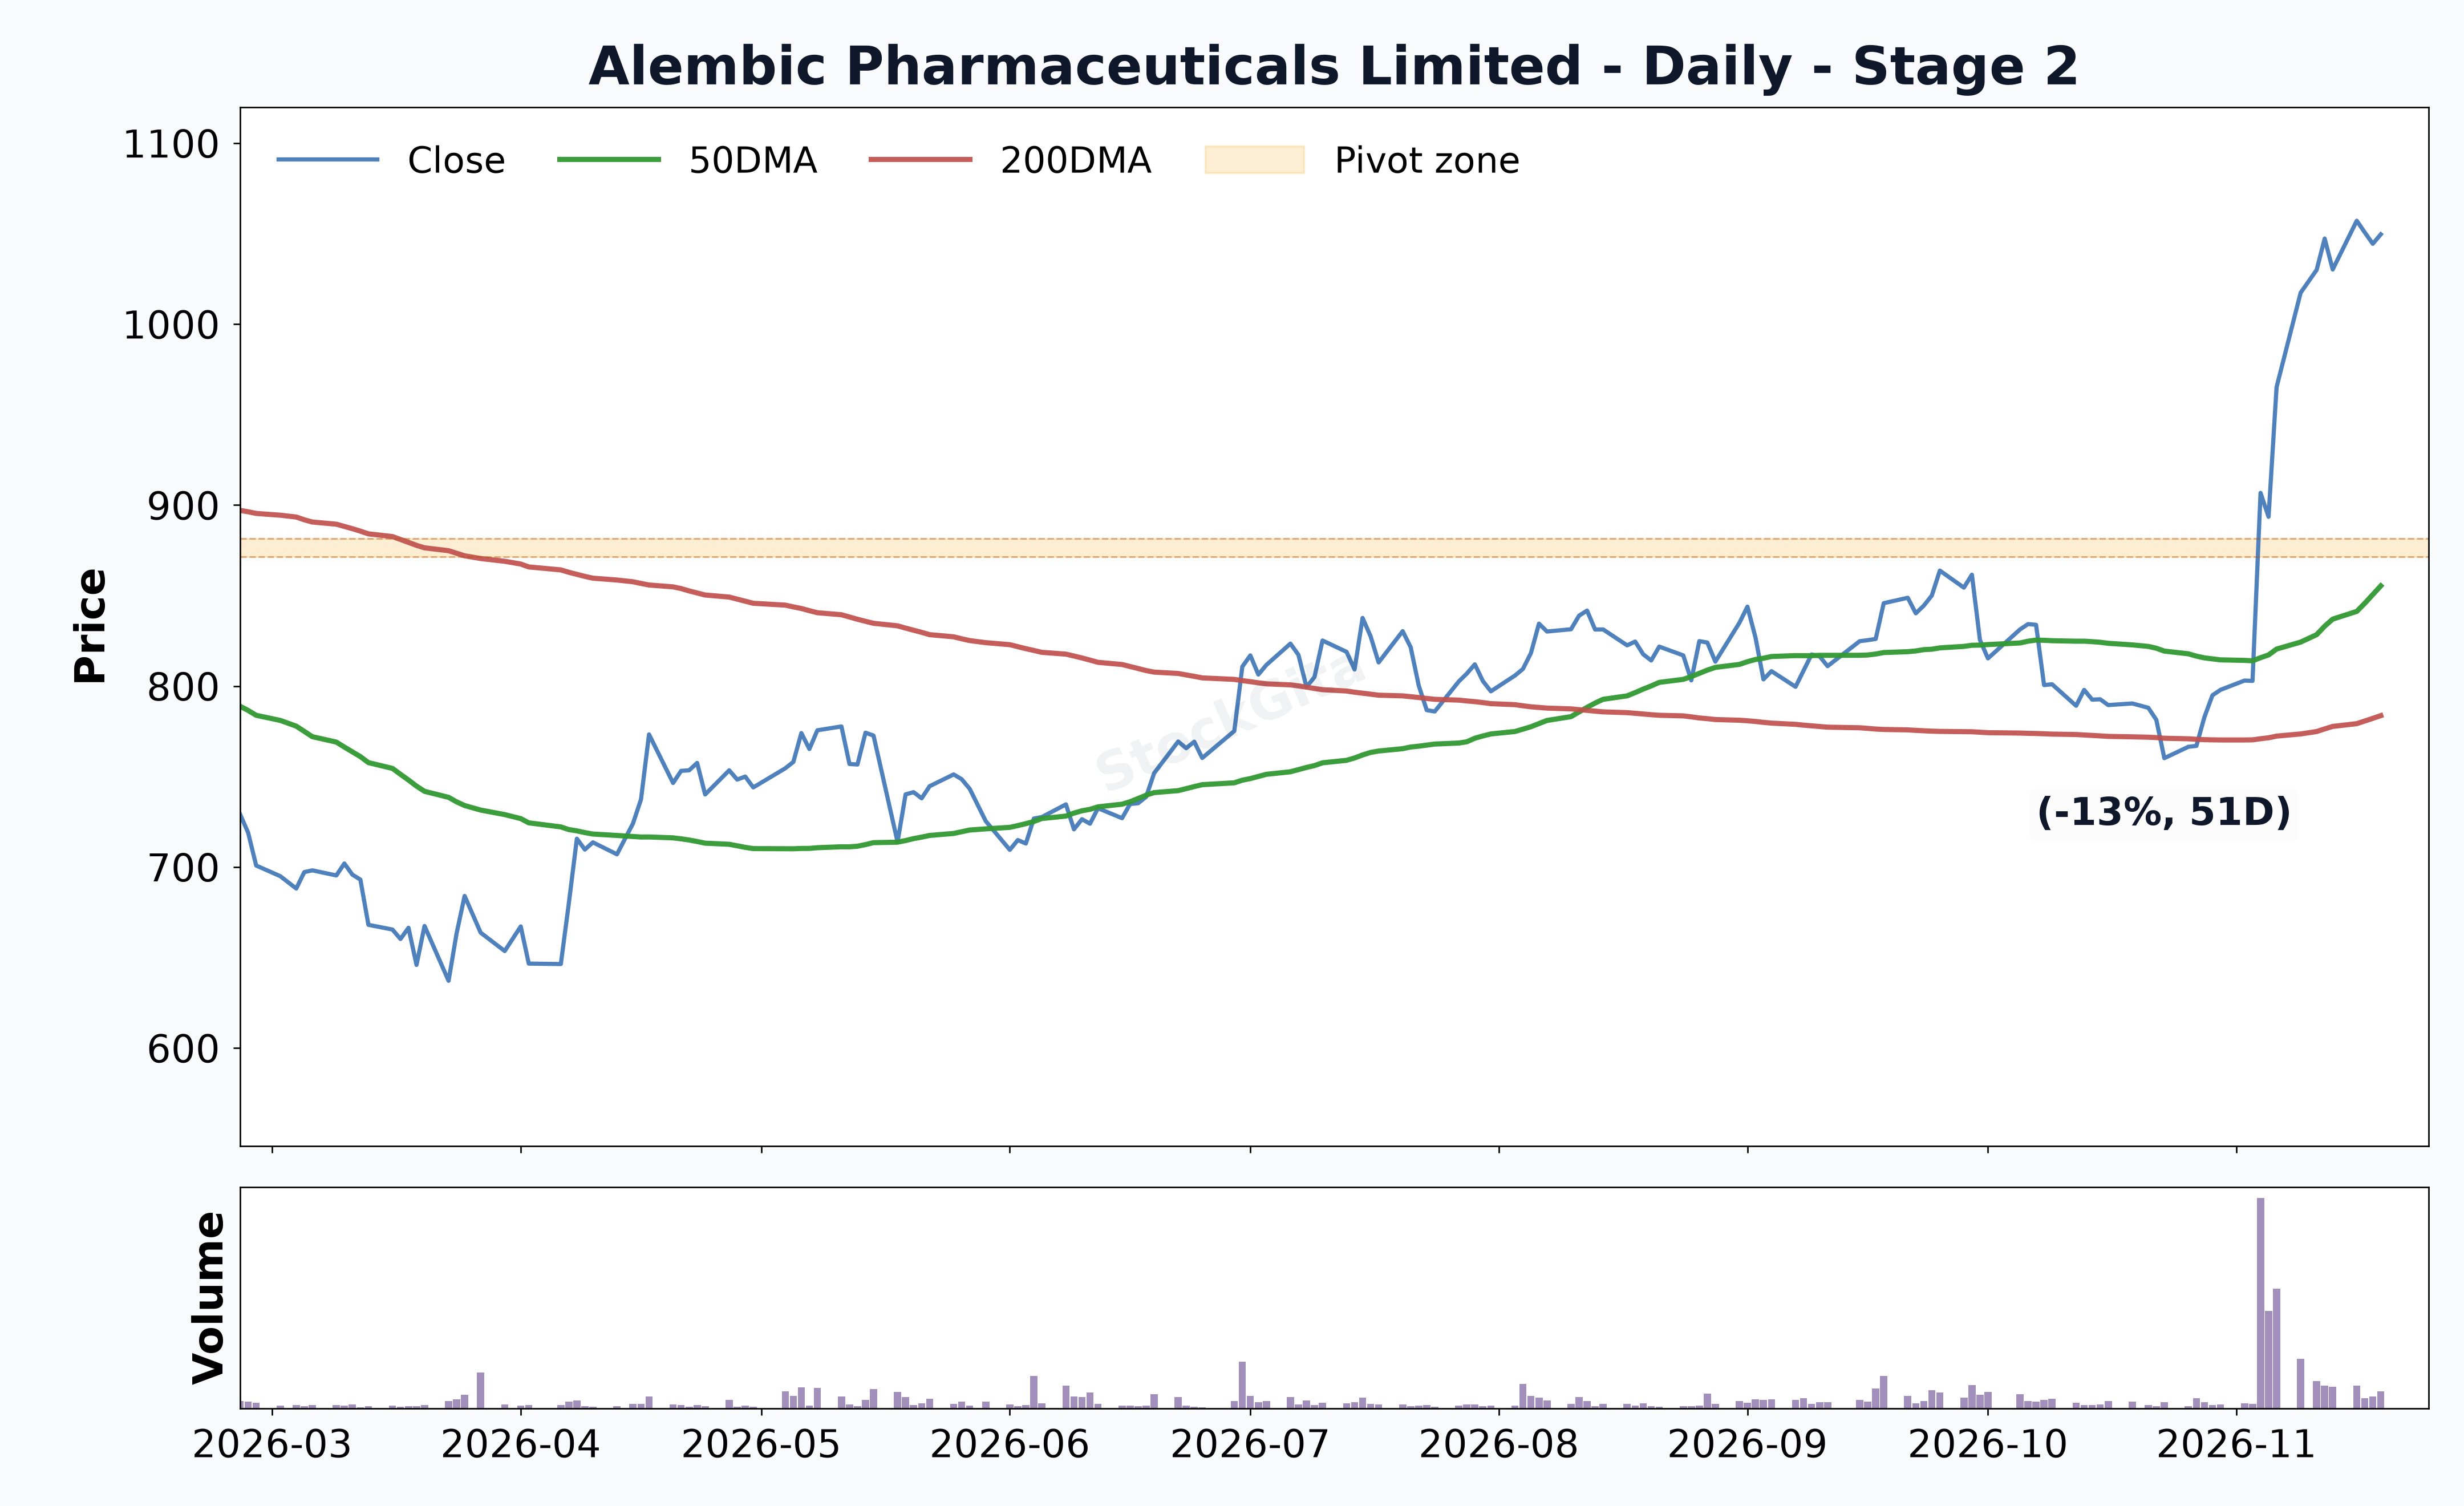 Alembic Pharmaceuticals Limited - Daily - Stage 2
Close 50DMA 200DMA Pivot zone
1100
1000
900
800
700
600
Price
StockGira
(-13%, 51D)
Volume
2026-03 2026-04 2026-05 2026-06 2026-07 2026-08 2026-09 2026-10 2026-11